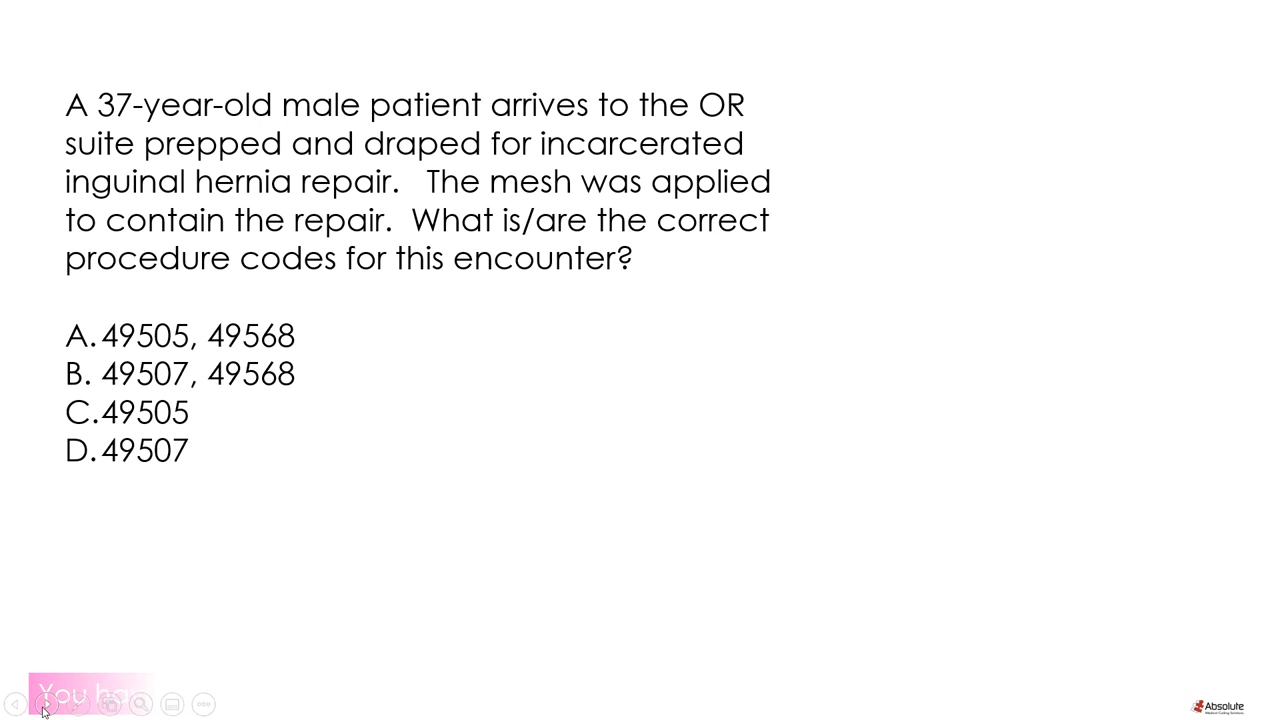 A 37-year-old male patient arrives to the OR
suite prepped and draped for incarcerated
inguinal hernia repair. The mesh was applied
to contain the repair. What is/are the correct
procedure codes for this encounter?
A. 49505, 49568
B. 49507, 49568
C. 49505
D. 49507
You ha
Absolute